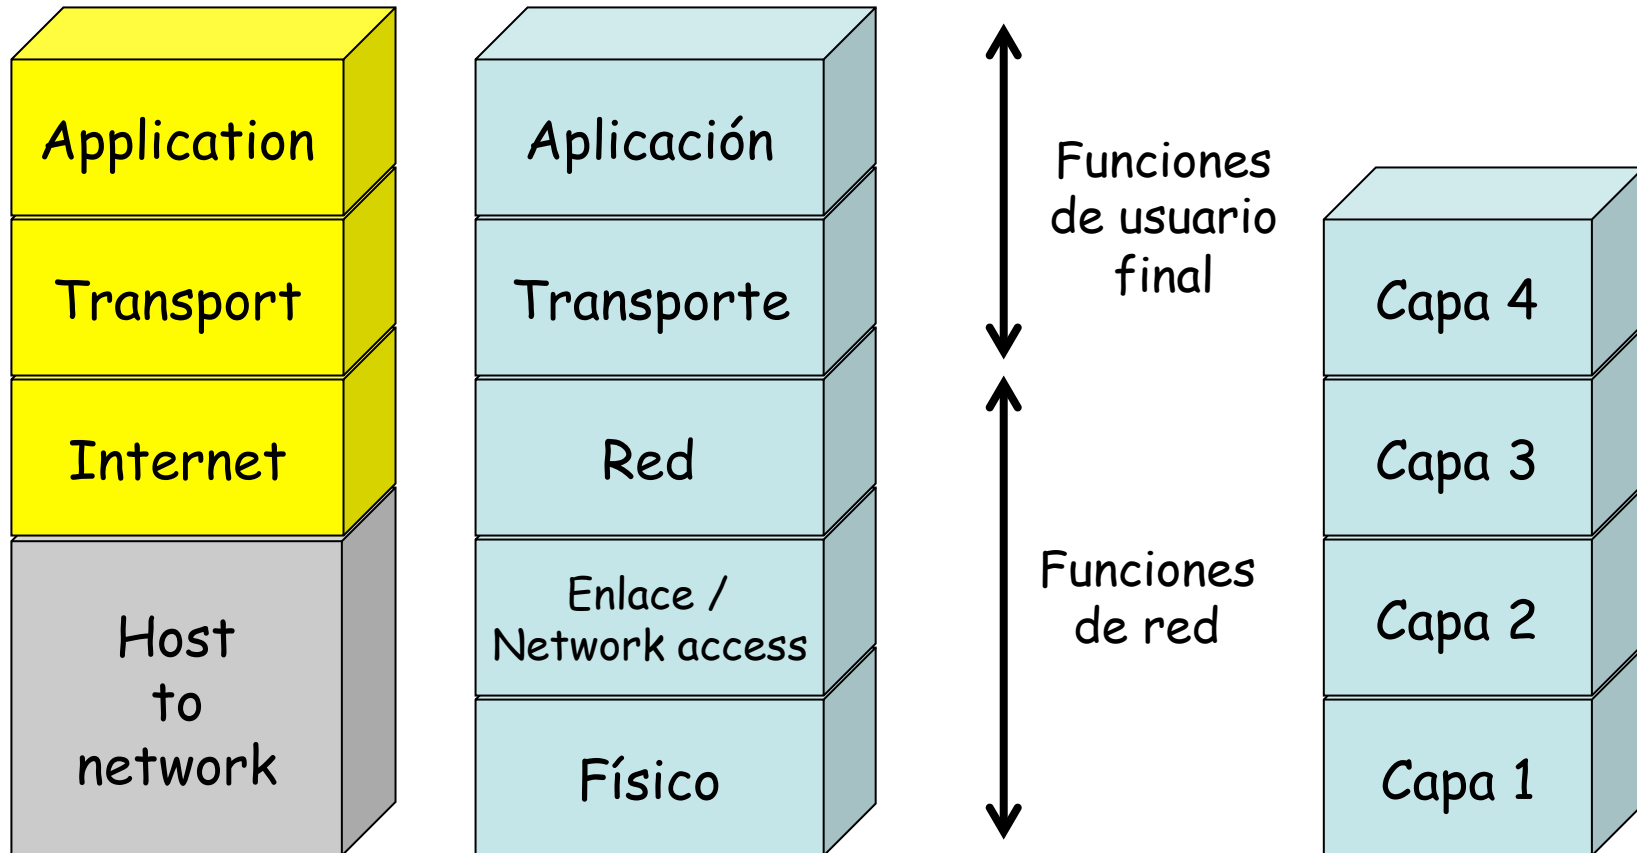 Application
Transport
Internet
Host
to
network
Aplicación
Transporte
Red
Enlace /
Network access
Físico
Funciones
de usuario
final
Funciones
de red
Capa 4
Capa 3
Capa 2
Capa 1